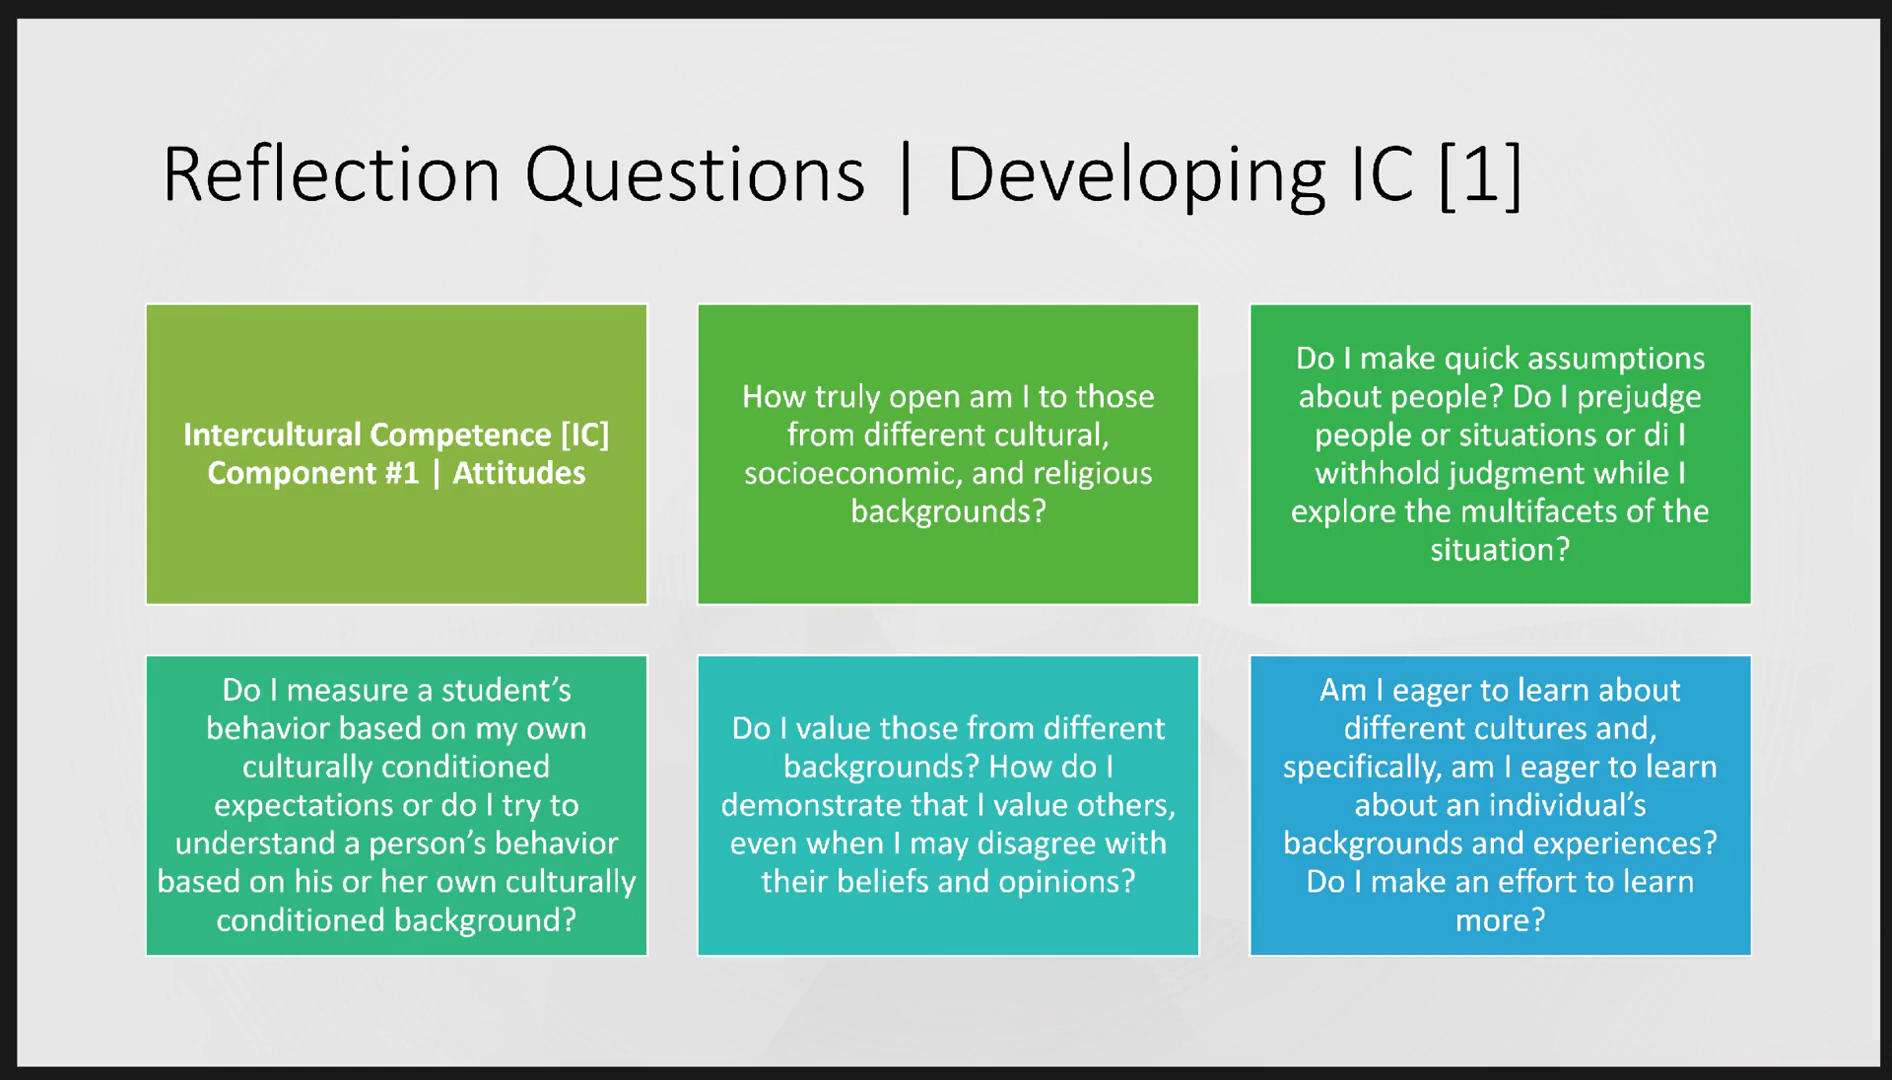 Reflection Questions | Developing IC [1]
Intercultural Competence [IC]
Component #1 | Attitudes
How truly open am I to those
from different cultural,
socioeconomic, and religious
backgrounds?
Do I make quick assumptions
about people? Do I prejudge
people or situations or di I
withhold judgment while I
explore the multifacets of the
situation?
Do I measure a student’s
behavior based on my own
culturally conditioned
expectations or do I try to
understand a person’s behavior
based on his or her own culturally
conditioned background?
Do I value those from different
backgrounds? How do I
demonstrate that I value others,
even when I may disagree with
their beliefs and opinions?
Am I eager to learn about
different cultures and,
specifically, am I eager to learn
about an individual’s
backgrounds and experiences?
Do I make an effort to learn
more?